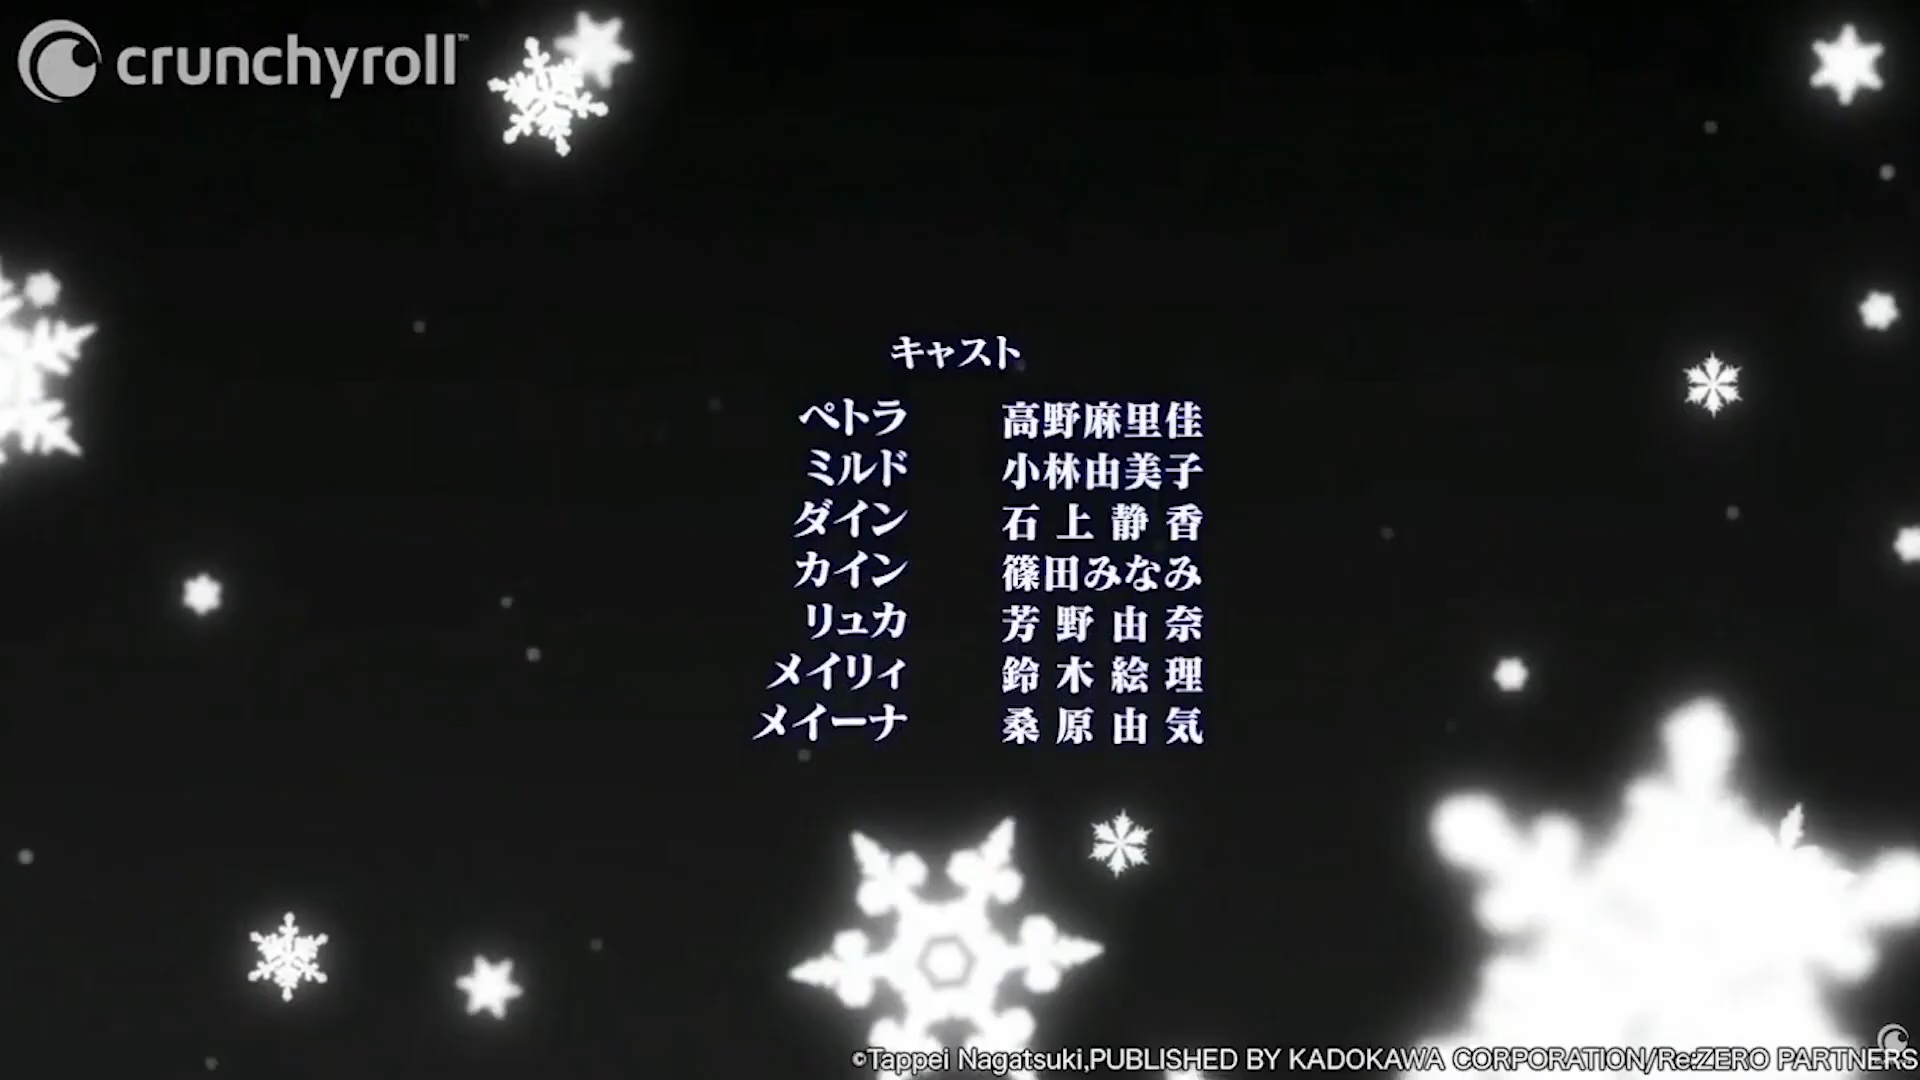 crunchyroll™
キャスト
ペトラ 高野麻里佳
ミルド 小林由美子
ダイン 石上静香
カイン 篠田みなみ
リュカ 芳野由奈
メイリィ 鈴木絵理
メイーナ 桑原由気
©Tappei Nagatsuki,PUBLISHED BY KADOKAWA CORPORATION/Re:ZERO PARTNERS